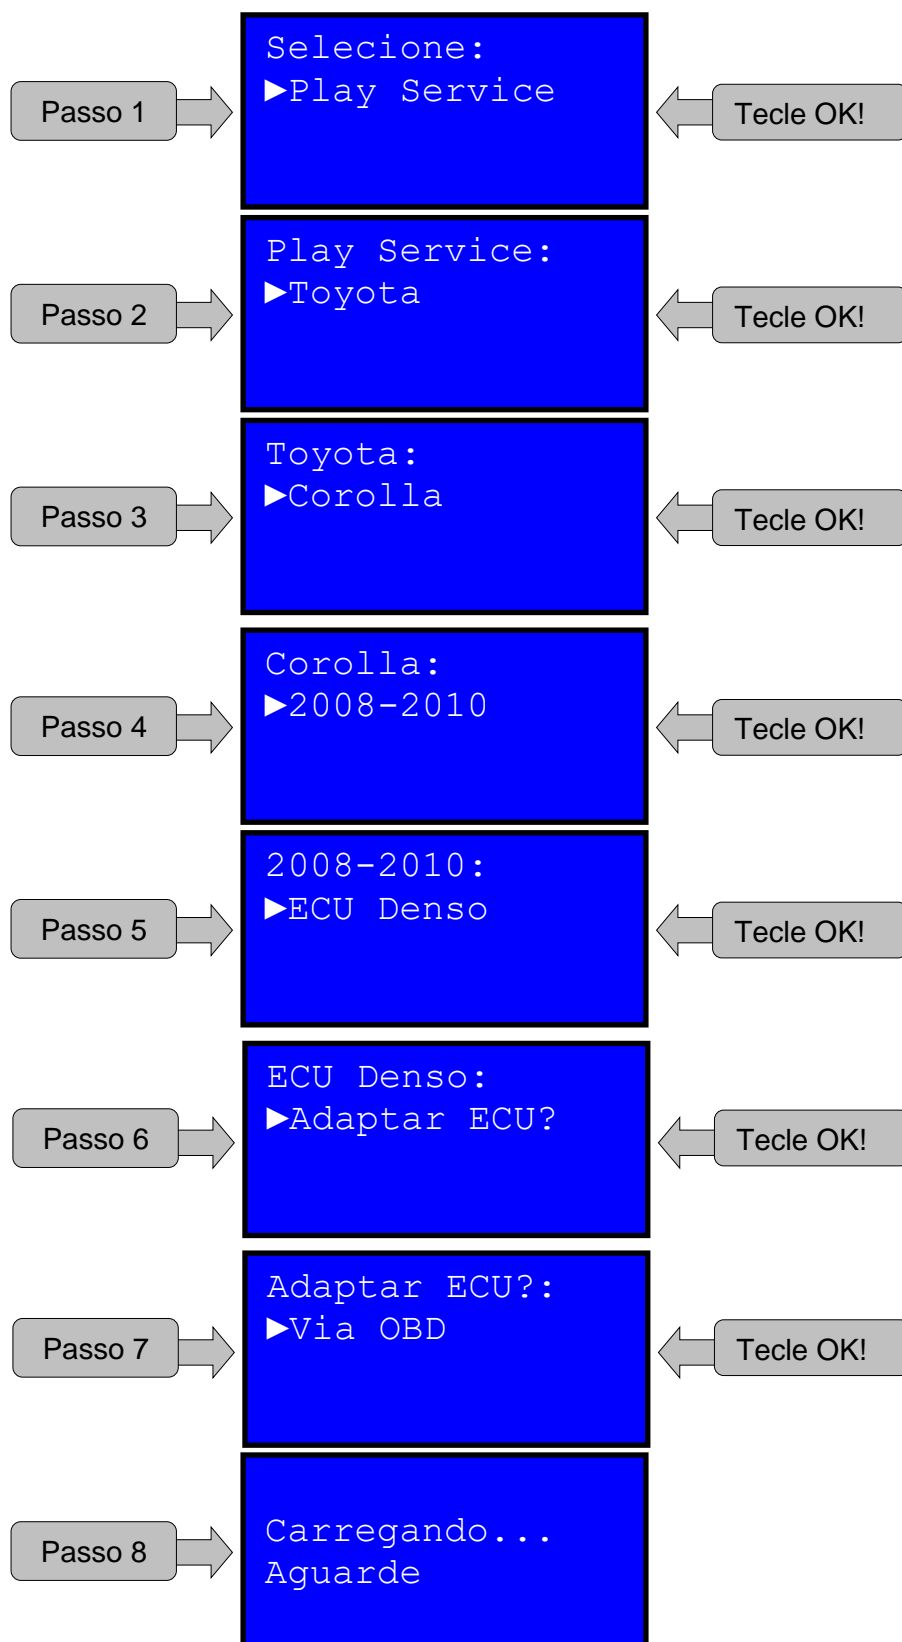 Selecione:
Passo 1
►Play Service
Tecle OK!
Play Service:
Passo 2
►Toyota
Tecle OK!
Toyota:
Passo 3
►Corolla
Tecle OK!
Corolla:
Passo 4
►2008-2010
Tecle OK!
2008-2010:
Passo 5
►ECU Denso
Tecle OK!
ECU Denso:
Passo 6
►Adaptar ECU?
Tecle OK!
Adaptar ECU?:
Passo 7
►Via OBD
Tecle OK!
Passo 8
Carregando...
Aguarde